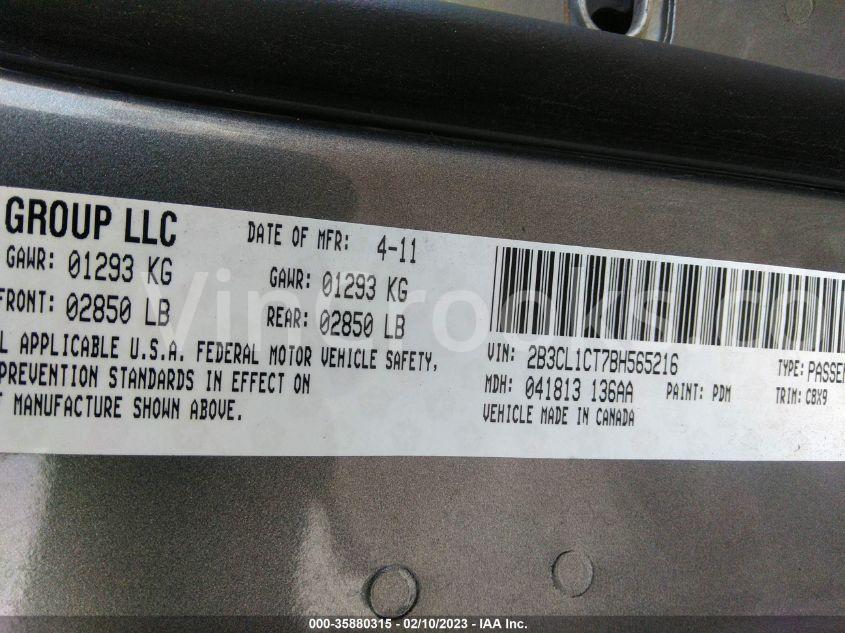 GROUP LLC
DATE OF MFR: 4-11
GAWR: 01293 KG
GAWR: 01293 KG
FRONT: 02850 LB
REAR: 02850 LB
APPLICABLE U.S.A. FEDERAL MOTOR VEHICLE SAFETY,
PREVENTION STANDARDS IN EFFECT ON
MANUFACTURE SHOWN ABOVE.
VIN: 2B3CL1CT7BH565216
TYPE: PASSEN
MDH: 041813 136AA
PAINT: PDM
TRIM: CBX9
VEHICLE MADE IN CANADA
VinCrooks.co
000-35880315 - 02/10/2023 - © IAA Inc.